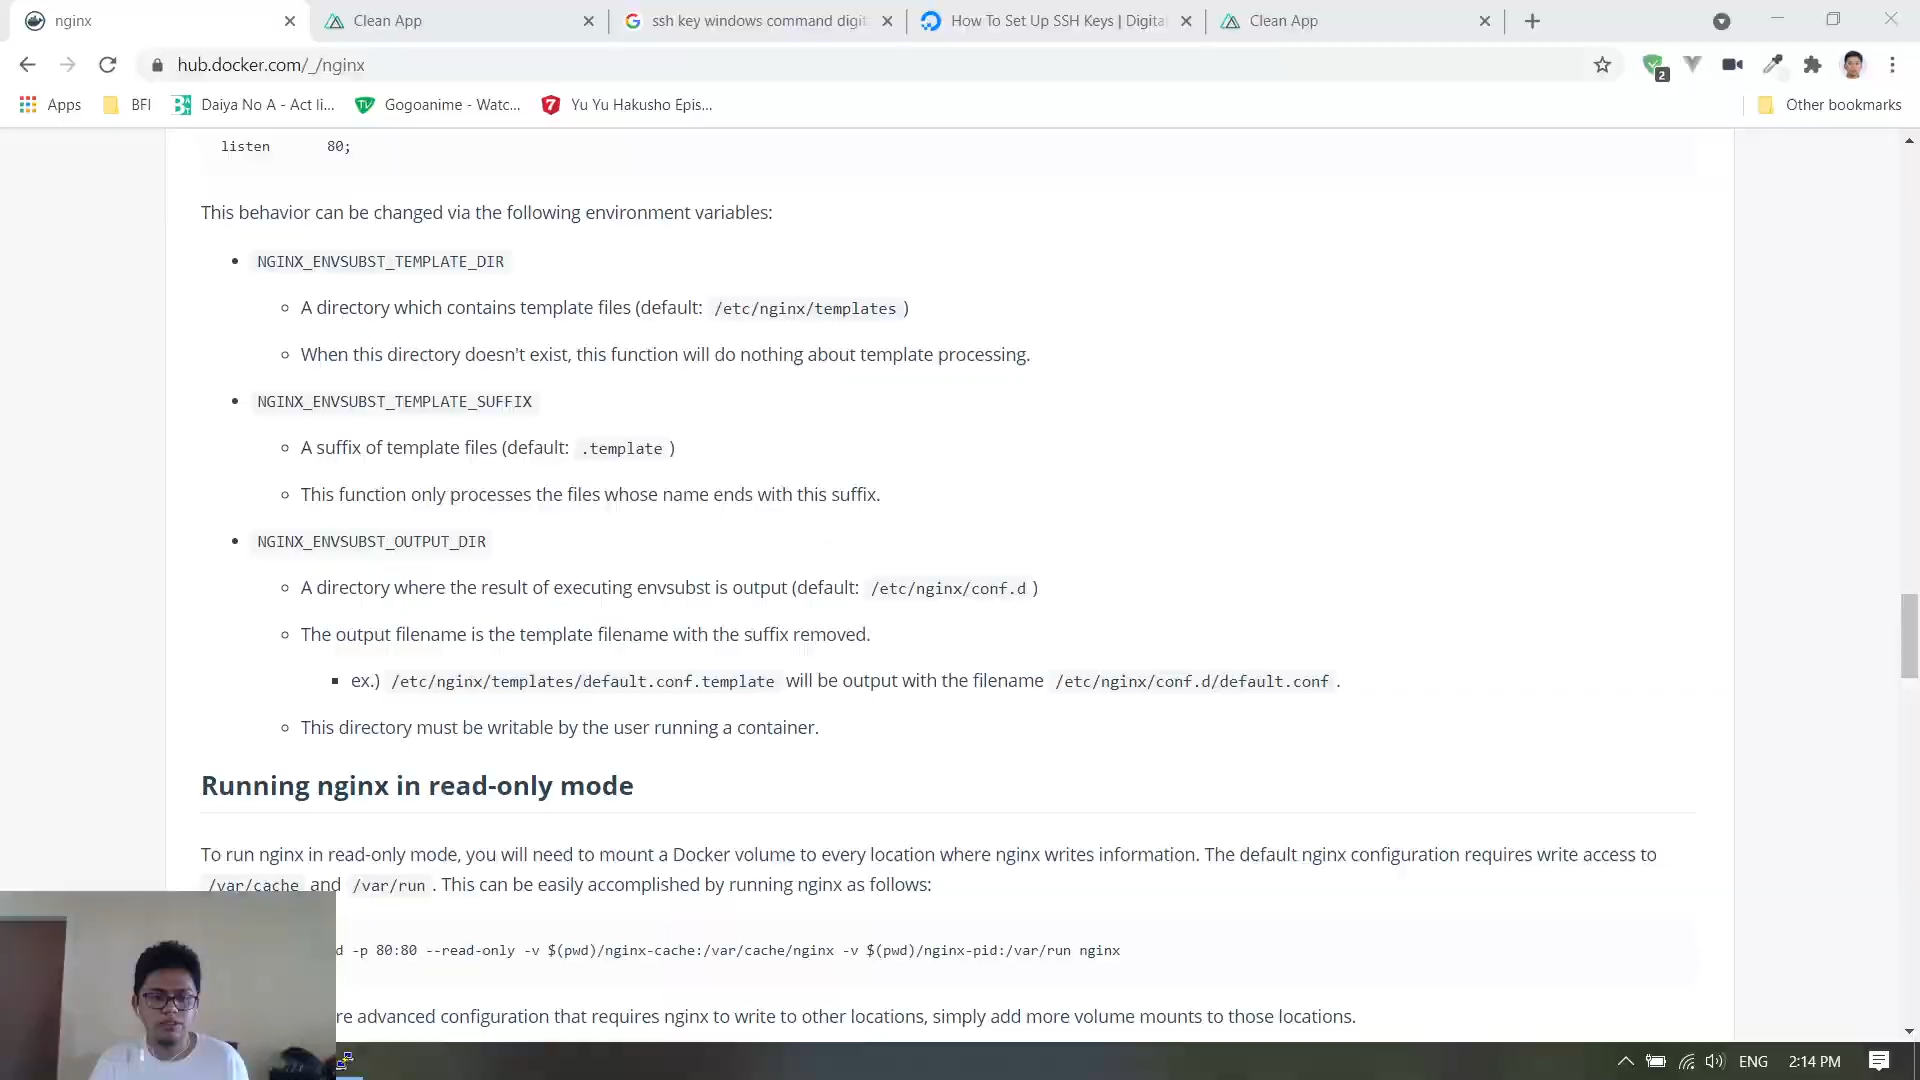 nginx
Clean App
ssh key windows command digit
How To Set Up SSH Keys | Digita
Clean App
hub.docker.com/_/nginx
2
Apps
BFI
Daiya No A - Act li...
Gogoanime - Watc...
Yu Yu Hakusho Epis...
Other bookmarks
listen 80;
This behavior can be changed via the following environment variables:
NGINX_ENVSUBST_TEMPLATE_DIR
A directory which contains template files (default: /etc/nginx/templates )
When this directory doesn't exist, this function will do nothing about template processing.
NGINX_ENVSUBST_TEMPLATE_SUFFIX
A suffix of template files (default: .template )
This function only processes the files whose name ends with this suffix.
NGINX_ENVSUBST_OUTPUT_DIR
A directory where the result of executing envsubst is output (default: /etc/nginx/conf.d )
The output filename is the template filename with the suffix removed.
ex.) /etc/nginx/templates/default.conf.template will be output with the filename /etc/nginx/conf.d/default.conf .
This directory must be writable by the user running a container.
Running nginx in read-only mode
To run nginx in read-only mode, you will need to mount a Docker volume to every location where nginx writes information. The default nginx configuration requires write access to
/var/cache and /var/run . This can be easily accomplished by running nginx as follows:
d -p 80:80 --read-only -v $(pwd)/nginx-cache:/var/cache/nginx -v $(pwd)/nginx-pid:/var/run nginx
re advanced configuration that requires nginx to write to other locations, simply add more volume mounts to those locations.
ENG
2:14 PM